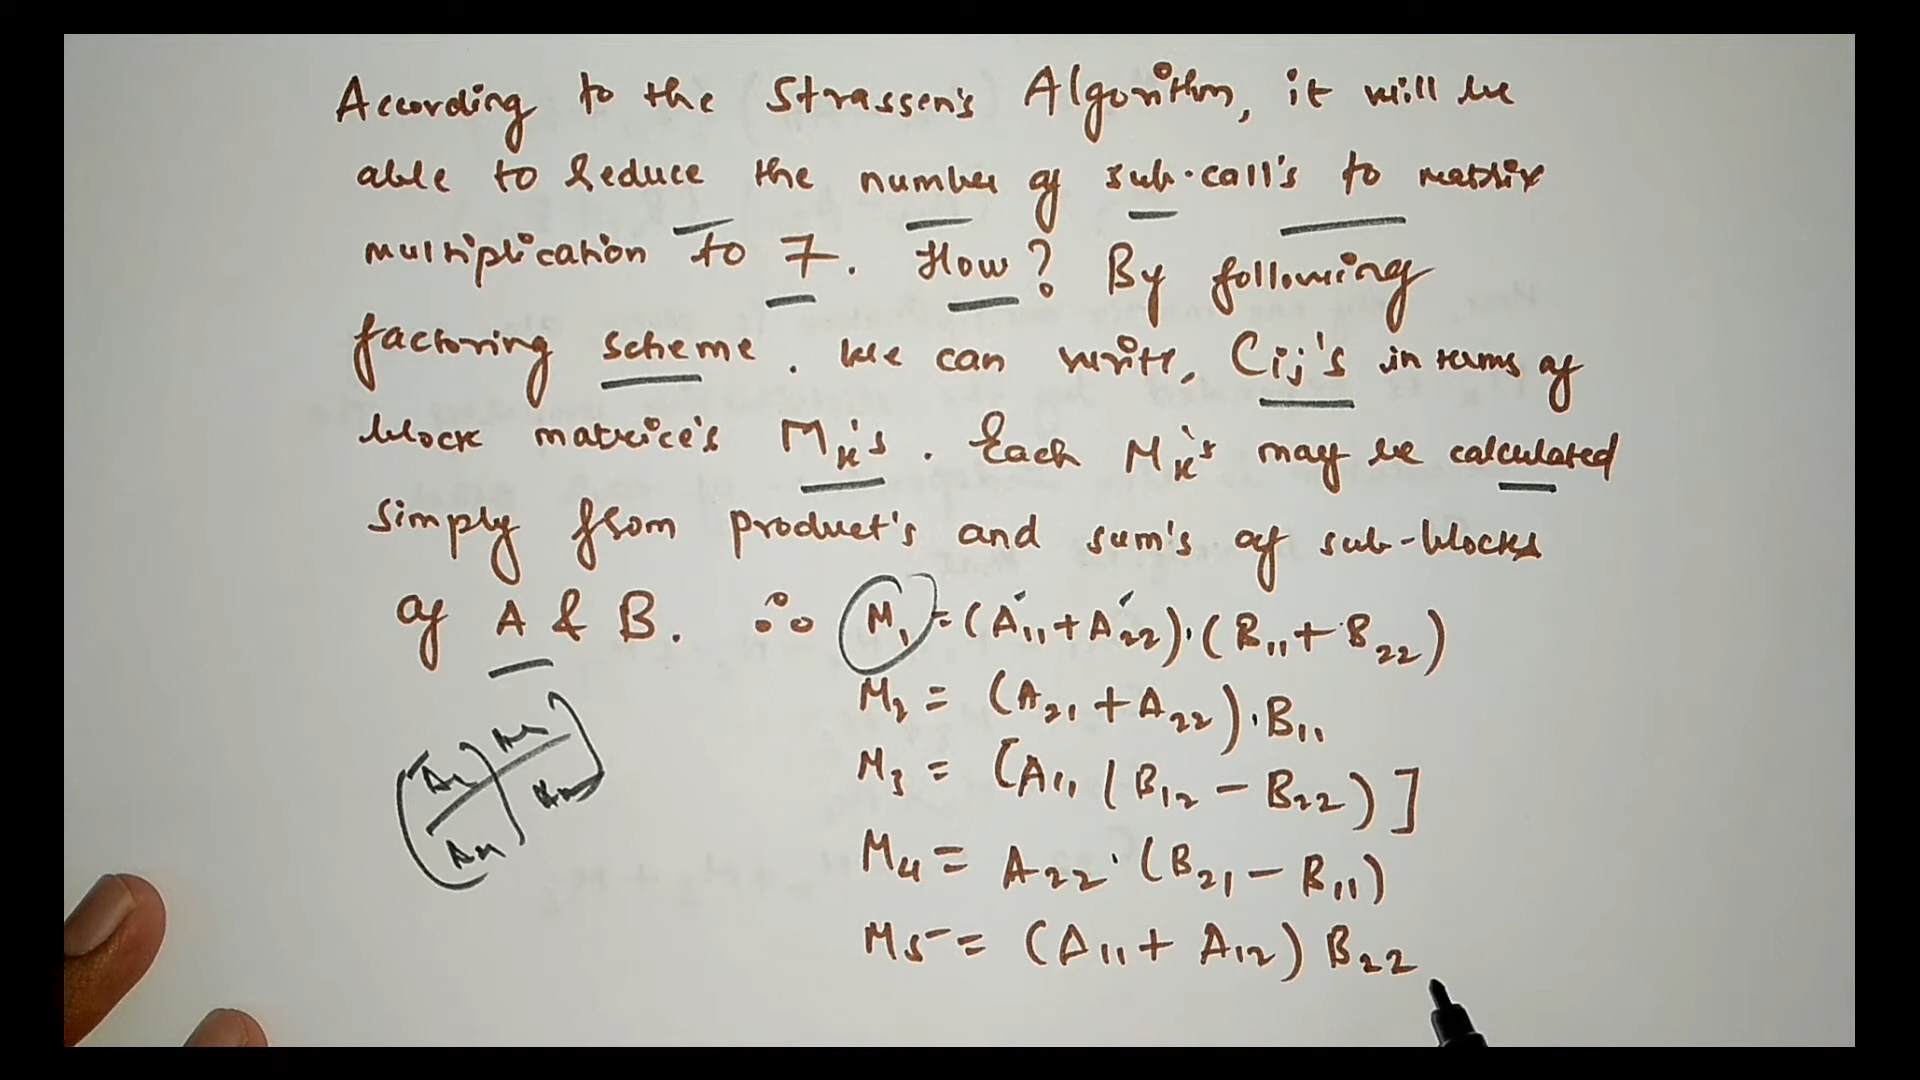 According to the Strassen's Algorithm, it will be
able to reduce the number of sub-call's to matrix
multiplication to 7. How? By following
factoring scheme. We can write, Cij's in terms of
block matrice's Mk's. Each Mk's may be calculated
simply from product's and sum's of sub-blocks
of A & B. ∴ M₁ = (A₁₁ + A₂₂)·(B₁₁ + B₂₂)
M₂ = (A₂₁ + A₂₂)·B₁₁
M₃ = [A₁₁ (B₁₂ - B₂₂)]
M₄ = A₂₂·(B₂₁ - B₁₁)
M₅ = (A₁₁ + A₁₂) B₂₂